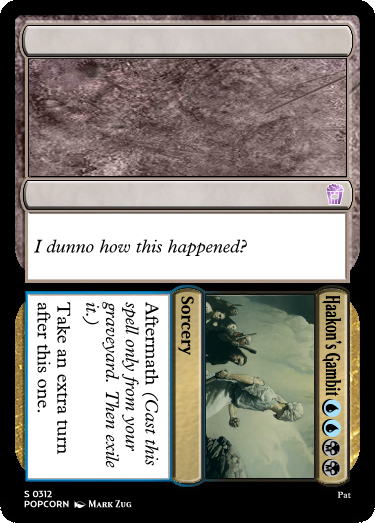 I dunno how this happened?
Haakon's Gambit
Sorcery
Aftermath (Cast this
spell only from your
graveyard. Then exile
it.)
Take an extra turn
after this one.
S 0312
POPCORN Mark Zug
Pat